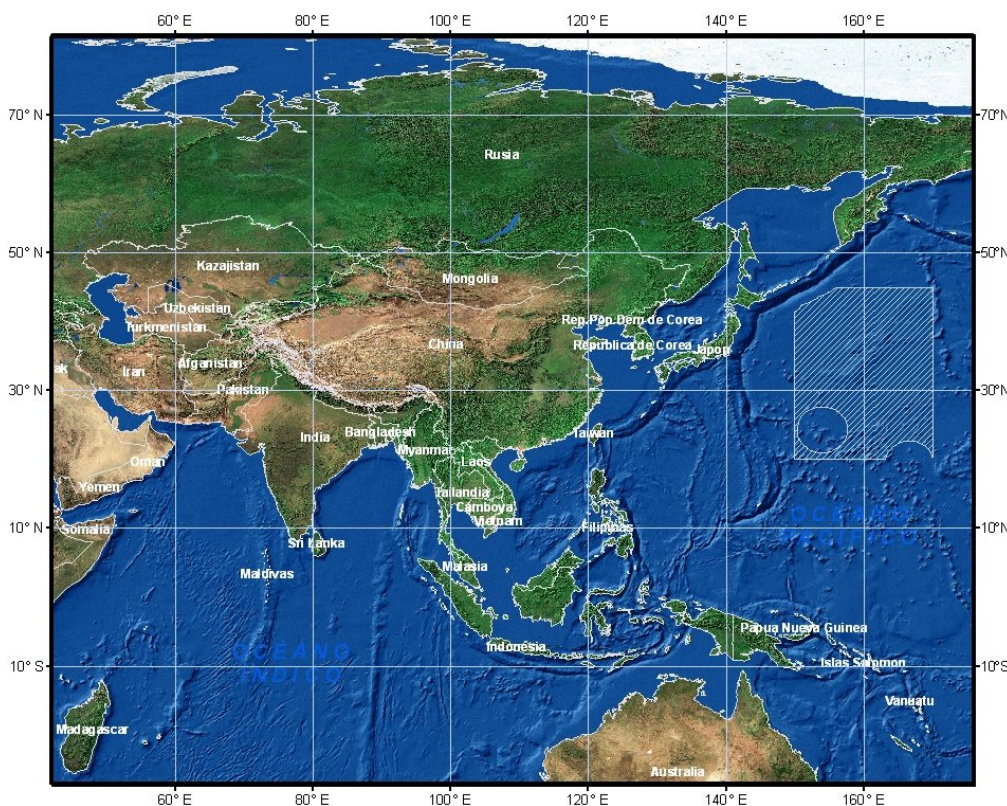 60° E 80° E 100° E 120° E 140° E 160° E
70° N 70° N
Rusia
50° N 50° N
Kazajistan
Mongolia
Uzbekistan
Rep.Pop.Dem de Corea
Turkmenistan
China
Republica de Corea
Japon
Afganistan
Iran
30° N Pakistan 30° N
India
Bangladesh
Taiwan
Myanmar
Oman
Laos
Yemen
Tailandia
Camboya
Vietnam
OCEANO
PACIFICO
10° N Somalia Filipinas 10° N
Sri Lanka
Malasia
Maldivas
Papua Nueva Guinea
Indonesia
OCEANO
INDICO
10° S Islas Salomon 10° S
Vanuatu
Madagascar
Australia
60° E 80° E 100° E 120° E 140° E 160° E